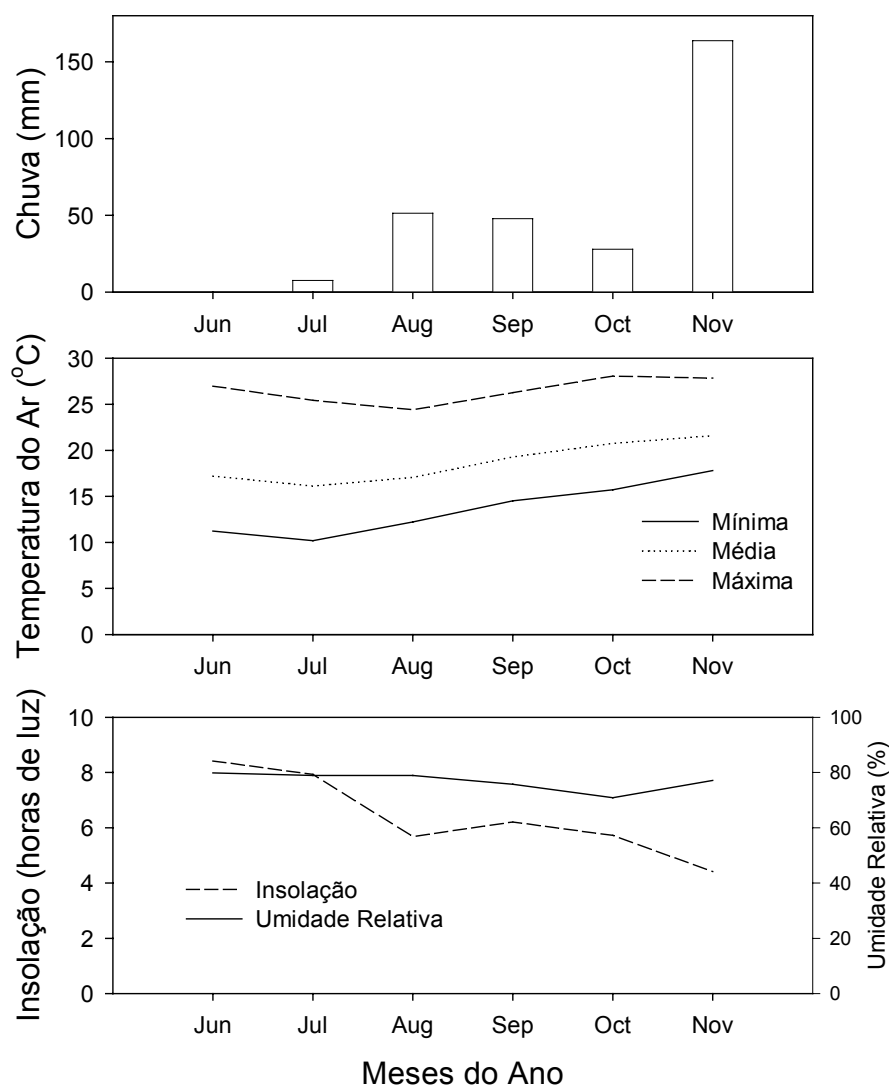 Chuva (mm)
150
100
50
0
Jun Jul Aug Sep Oct Nov
Temperatura do Ar (°C)
30
25
20
15
10
5
0
Mínima
Média
Máxima
Jun Jul Aug Sep Oct Nov
Insolação (horas de luz)
10
8
6
4
2
0
Insolação
Umidade Relativa
100
80
60
40
20
0
Umidade Relativa (%)
Jun Jul Aug Sep Oct Nov
Meses do Ano